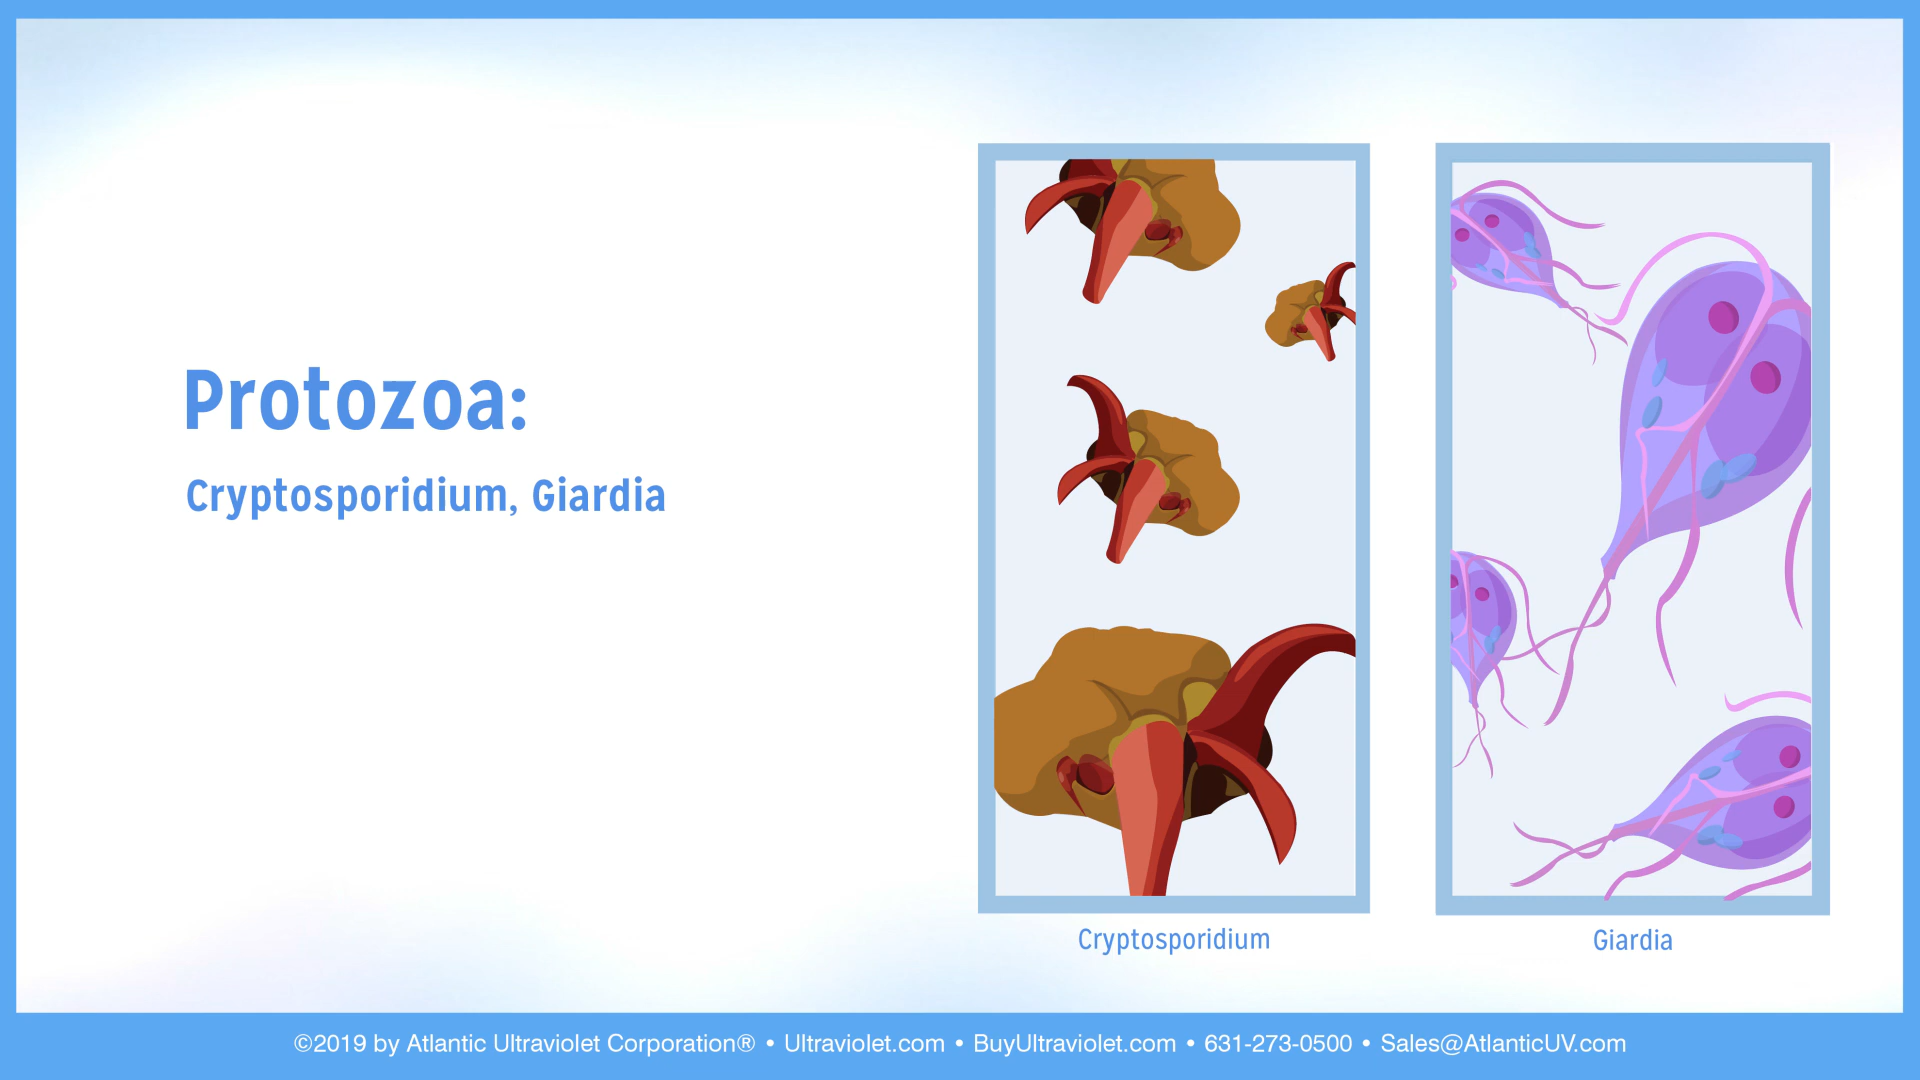 Protozoa:
Cryptosporidium, Giardia
Cryptosporidium
Giardia
©2019 by Atlantic Ultraviolet Corporation® • Ultraviolet.com • BuyUltraviolet.com • 631-273-0500 • Sales@AtlanticUV.com